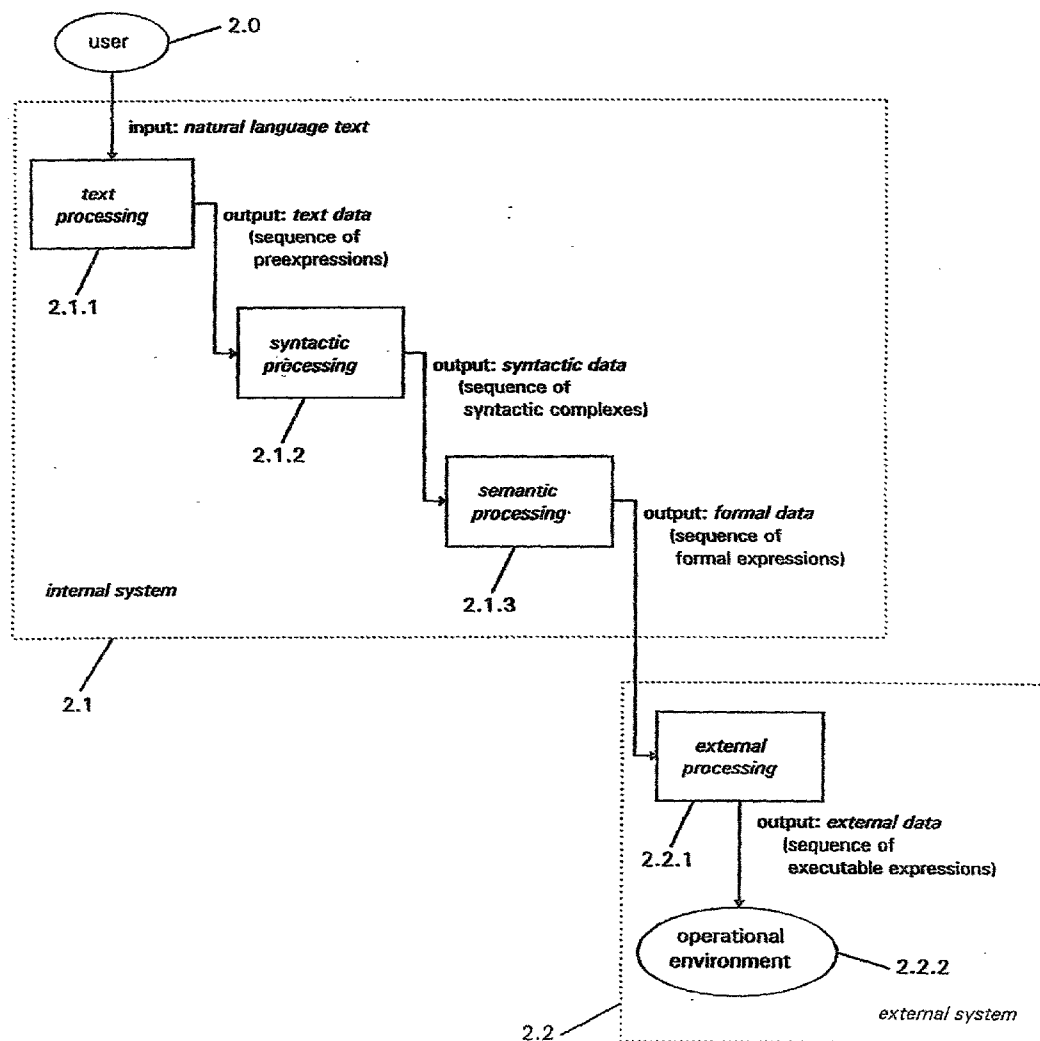 user
2.0
input: natural language text
text
processing
2.1.1
output: text data
(sequence of
preexpressions)
syntactic
processing
2.1.2
output: syntactic data
(sequence of
syntactic complexes)
semantic
processing
2.1.3
output: formal data
(sequence of
formal expressions)
internal system
2.1
external
processing
2.2.1
output: external data
(sequence of
executable expressions)
operational
environment
2.2.2
external system
2.2